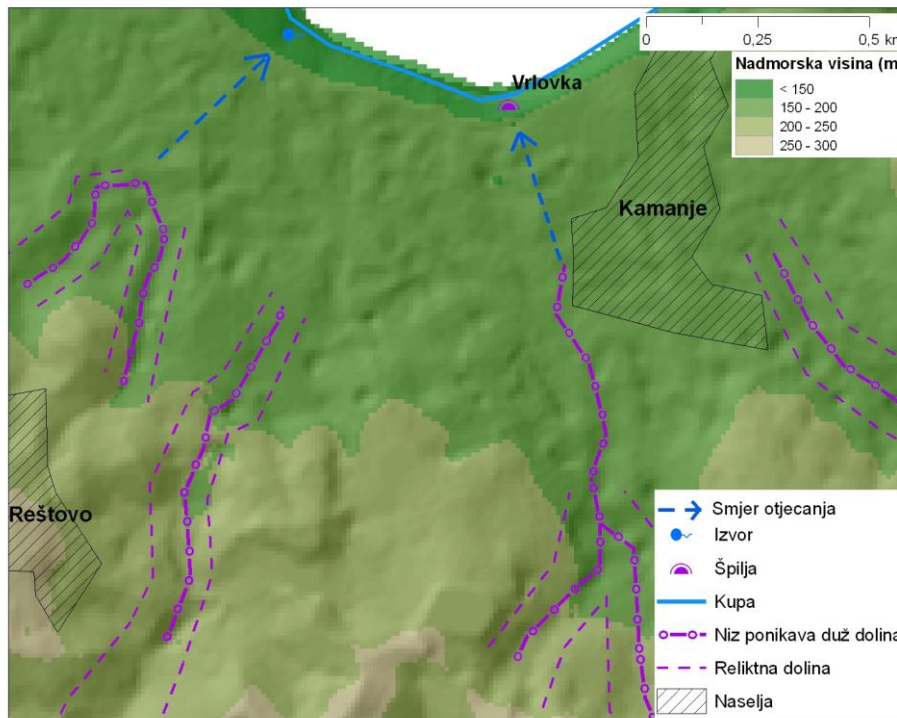 0 0,25 0,5 km
Nadmorska visina (m
< 150
150 - 200
200 - 250
250 - 300
Vrlovka
Kamanje
Reštovo
Smjer otjecanja
Izvor
Špilja
Kupa
Niz ponikava duž dolina
Reliktna dolina
Naselja